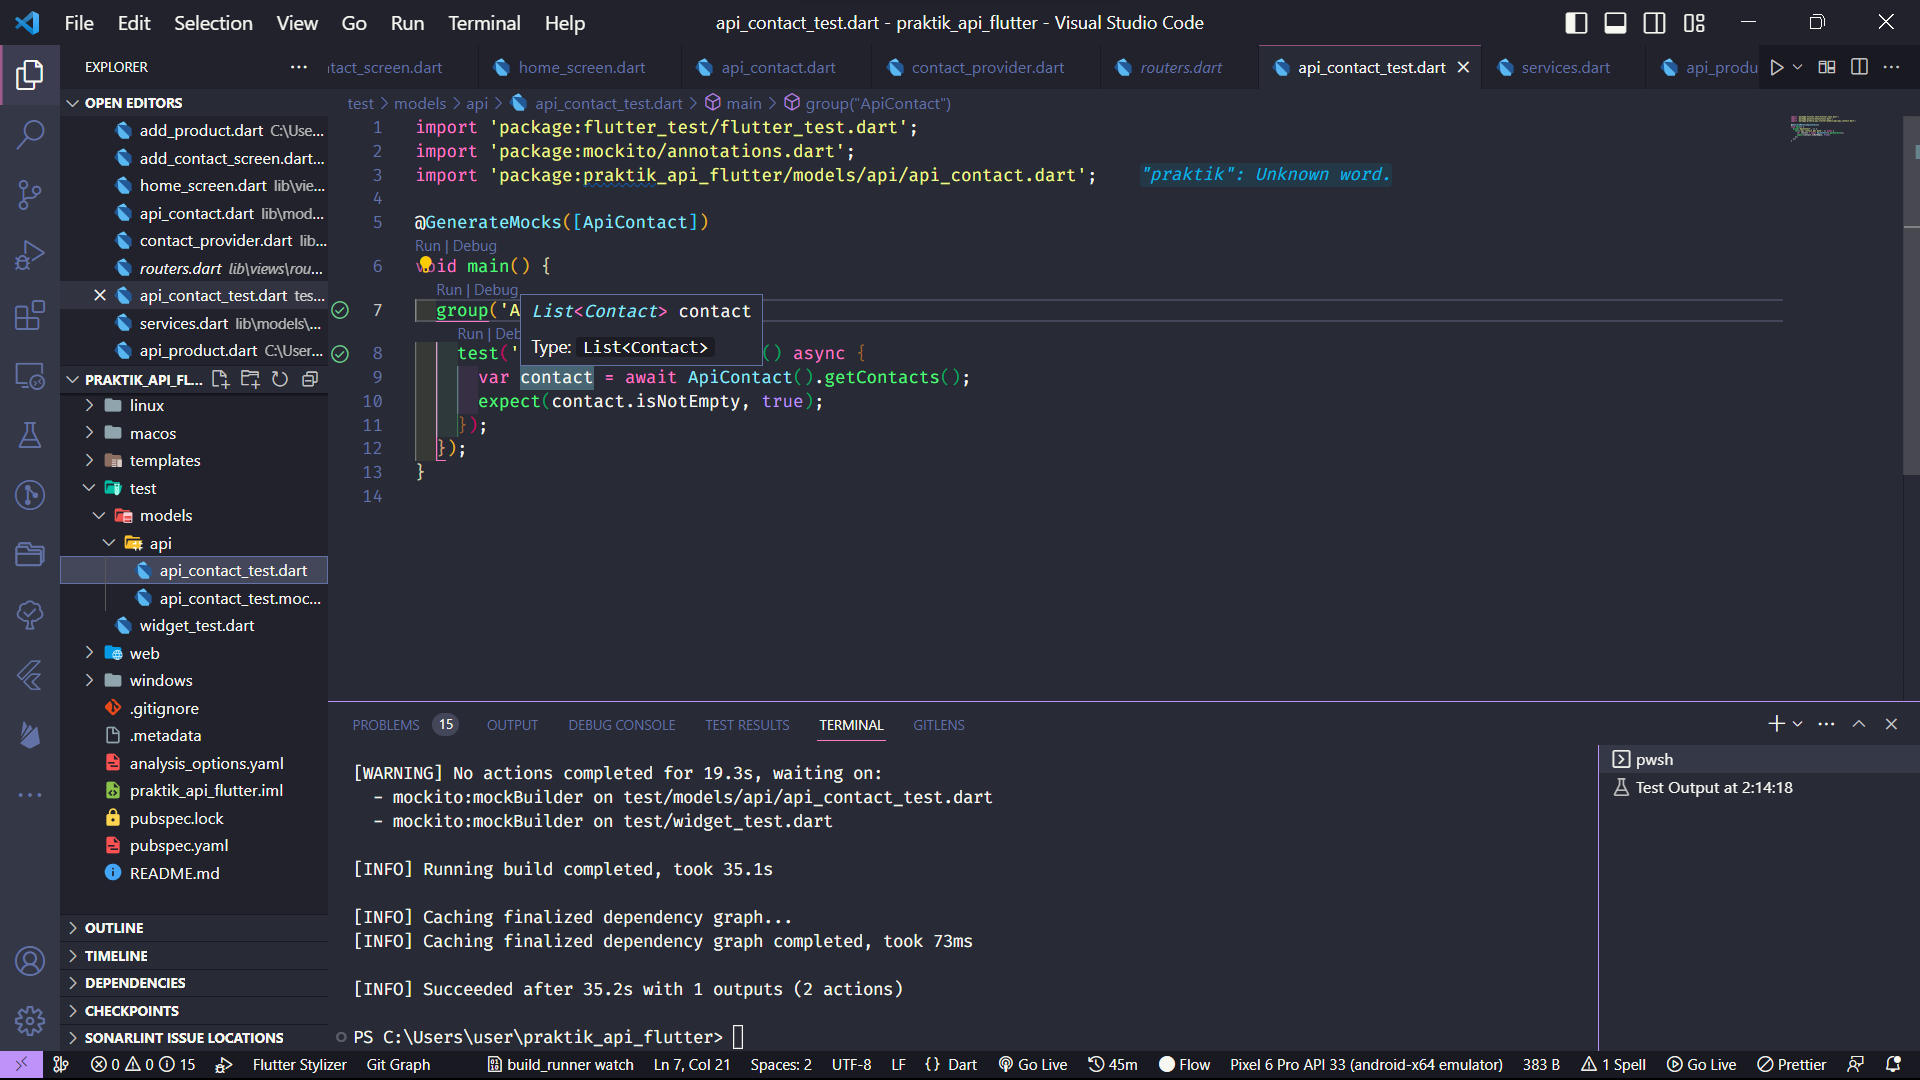 File Edit Selection View Go Run Terminal Help
api_contact_test.dart - praktik_api_flutter - Visual Studio Code
EXPLORER
tact_screen.dart
home_screen.dart
api_contact.dart
contact_provider.dart
routers.dart
api_contact_test.dart
services.dart
api_produ
OPEN EDITORS
add_product.dart C:\Use...
add_contact_screen.dart...
home_screen.dart lib\vie...
api_contact.dart lib\mod...
contact_provider.dart lib...
routers.dart lib\views\rou...
api_contact_test.dart tes...
services.dart lib\models\...
api_product.dart C:\User...
PRAKTIK_API_FL...
linux
macos
templates
test
models
api
api_contact_test.dart
api_contact_test.moc...
widget_test.dart
web
windows
.gitignore
.metadata
analysis_options.yaml
praktik_api_flutter.iml
pubspec.lock
pubspec.yaml
README.md
OUTLINE
TIMELINE
DEPENDENCIES
CHECKPOINTS
SONARLINT ISSUE LOCATIONS
test > models > api > api_contact_test.dart > main > group("ApiContact")
1 import 'package:flutter_test/flutter_test.dart';
2 import 'package:mockito/annotations.dart';
3 import 'package:praktik_api_flutter/models/api/api_contact.dart'; "praktik": Unknown word.
4
5 @GenerateMocks([ApiContact])
Run | Debug
6 void main() {
Run | Debug
7 group('A
List<Contact> contact
Run | Deb
Type: List<Contact>
8 test(' () async {
9 var contact = await ApiContact().getContacts();
10 expect(contact.isNotEmpty, true);
11 });
12 });
13 }
14
PROBLEMS 15 OUTPUT DEBUG CONSOLE TEST RESULTS TERMINAL GITLENS
[WARNING] No actions completed for 19.3s, waiting on:
- mockito:mockBuilder on test/models/api/api_contact_test.dart
- mockito:mockBuilder on test/widget_test.dart
[INFO] Running build completed, took 35.1s
[INFO] Caching finalized dependency graph...
[INFO] Caching finalized dependency graph completed, took 73ms
[INFO] Succeeded after 35.2s with 1 outputs (2 actions)
PS C:\Users\user\praktik_api_flutter>
pwsh
Test Output at 2:14:18
0 0 15 Flutter Stylizer Git Graph build_runner watch Ln 7, Col 21 Spaces: 2 UTF-8 LF {} Dart Go Live 45m Flow Pixel 6 Pro API 33 (android-x64 emulator) 383 B 1 Spell Go Live Prettier